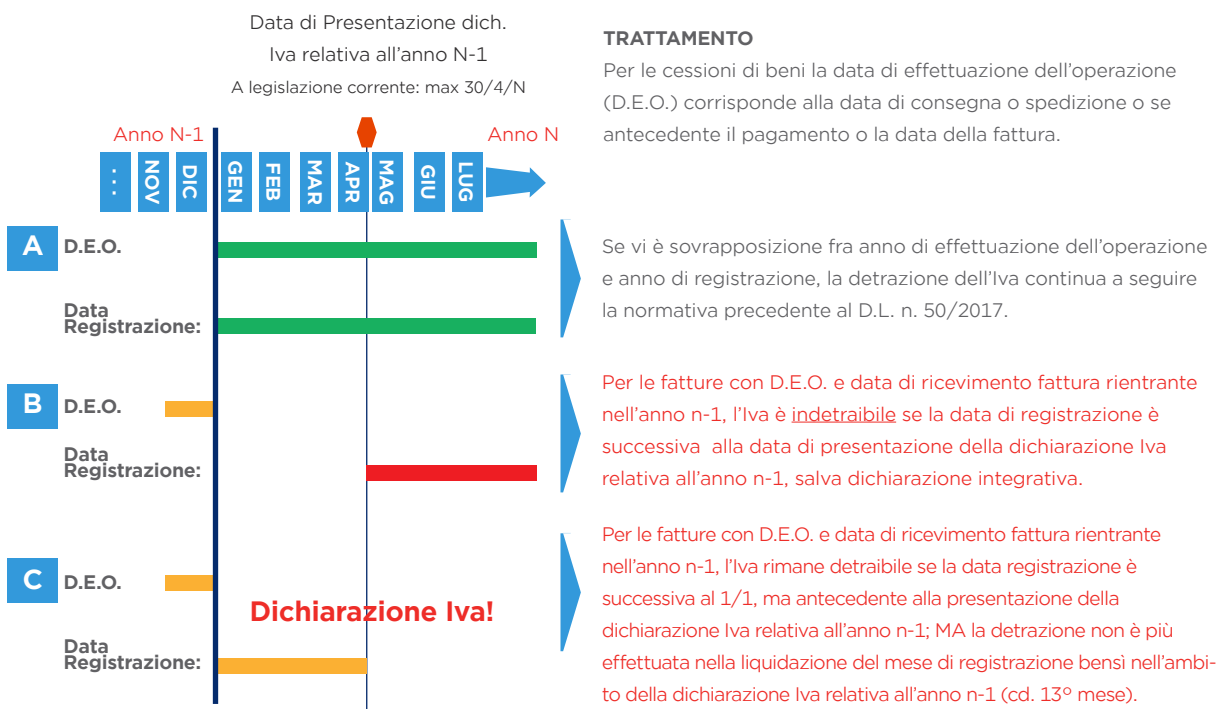 Data di Presentazione dich.
Iva relativa all'anno N-1
A legislazione corrente: max 30/4/N
Anno N-1
Anno N
...
NOV
DIC
GEN
FEB
MAR
APR
MAG
GIU
LUG
TRATTAMENTO
Per le cessioni di beni la data di effettuazione dell'operazione
(D.E.O.) corrisponde alla data di consegna o spedizione o se
antecedente il pagamento o la data della fattura.
A
D.E.O.
Data
Registrazione:
Se vi è sovrapposizione fra anno di effettuazione dell'operazione
e anno di registrazione, la detrazione dell'Iva continua a seguire
la normativa precedente al D.L. n. 50/2017.
B
D.E.O.
Data
Registrazione:
Per le fatture con D.E.O. e data di ricevimento fattura rientrante
nell'anno n-1, l'Iva è indetraibile se la data di registrazione è
successiva alla data di presentazione della dichiarazione Iva
relativa all'anno n-1, salva dichiarazione integrativa.
C
D.E.O.
Dichiarazione Iva!
Data
Registrazione:
Per le fatture con D.E.O. e data di ricevimento fattura rientrante
nell'anno n-1, l'Iva rimane detraibile se la data registrazione è
successiva al 1/1, ma antecedente alla presentazione della
dichiarazione Iva relativa all'anno n-1; MA la detrazione non è più
effettuata nella liquidazione del mese di registrazione bensì nell'ambi-
to della dichiarazione Iva relativa all'anno n-1 (cd. 13° mese).